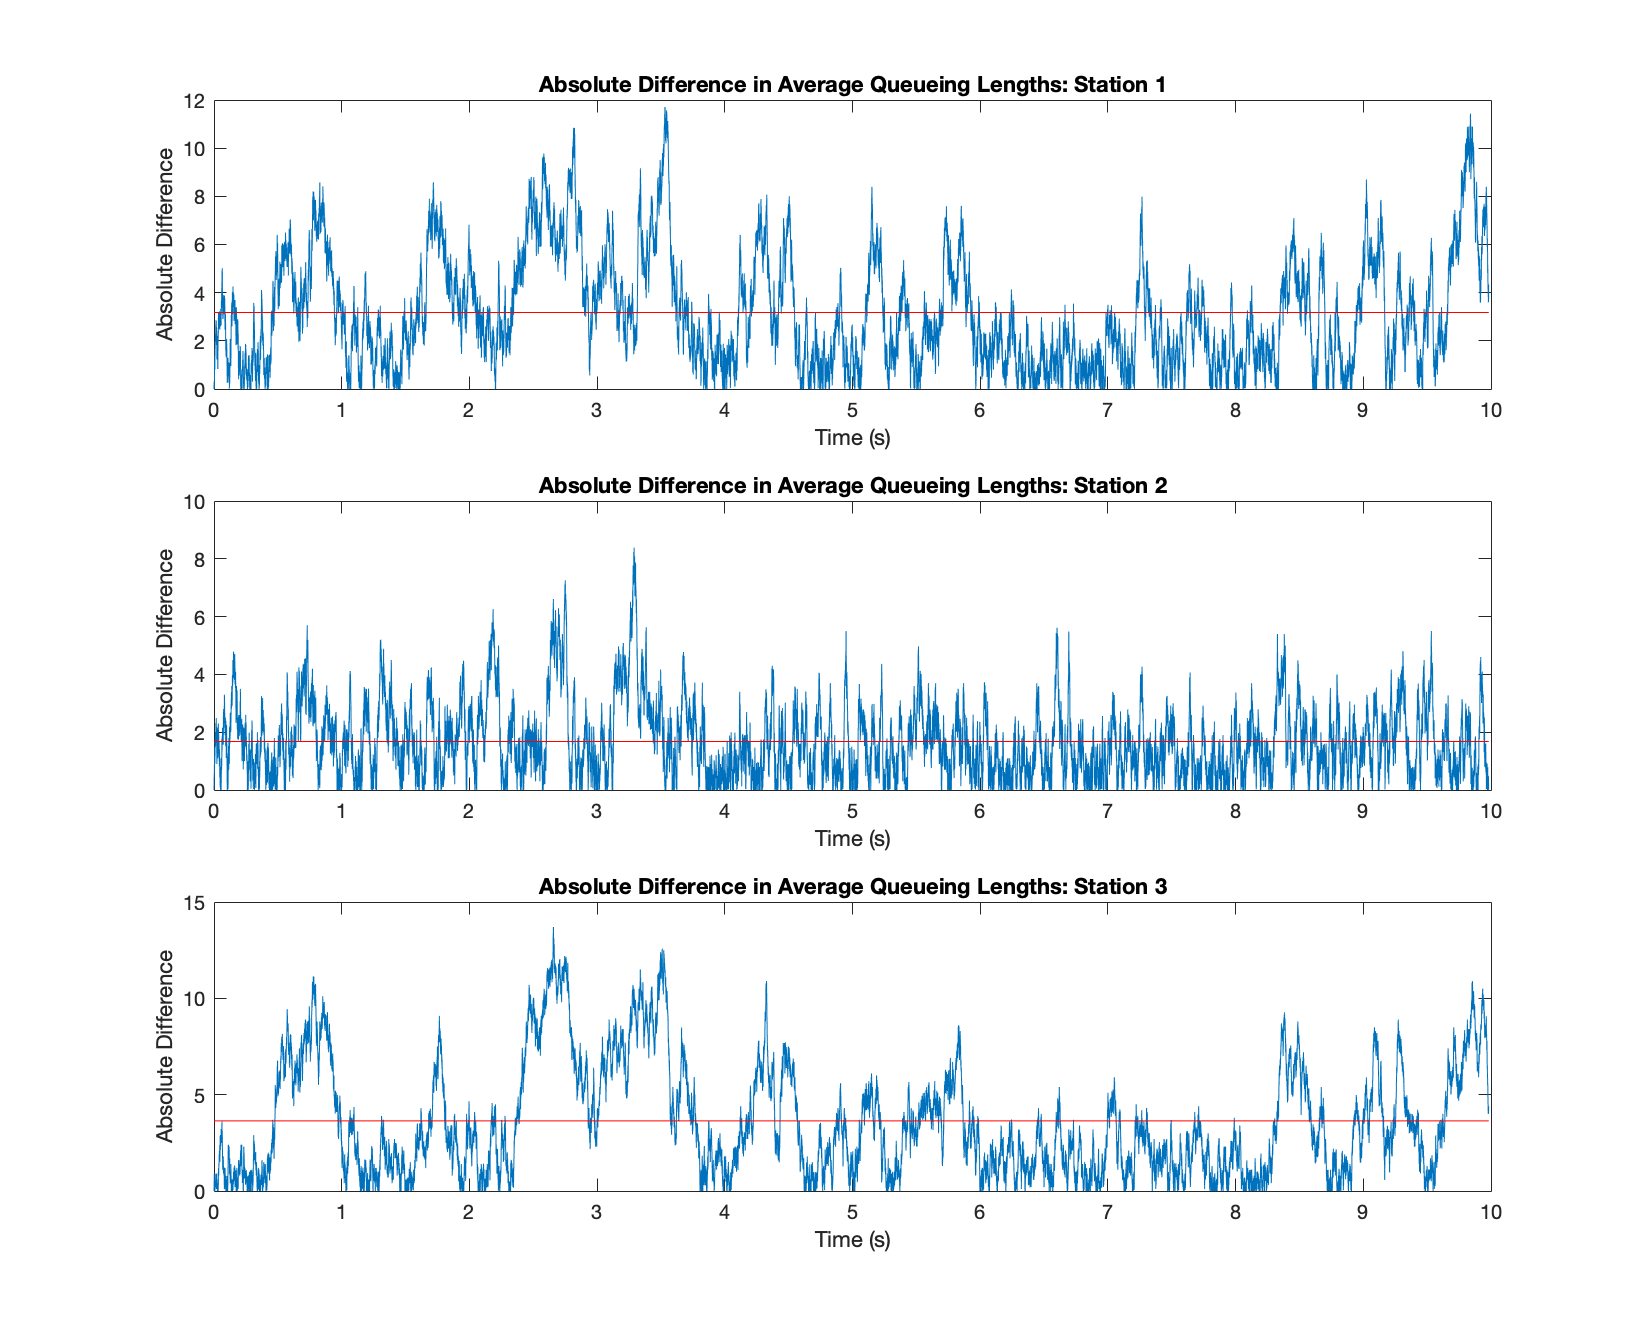 Absolute Difference in Average Queueing Lengths: Station 1
Absolute Difference
12
10
8
6
4
2
0
0 1 2 3 4 5 6 7 8 9 10
Time (s)
Absolute Difference in Average Queueing Lengths: Station 2
Absolute Difference
10
8
6
4
2
0
0 1 2 3 4 5 6 7 8 9 10
Time (s)
Absolute Difference in Average Queueing Lengths: Station 3
Absolute Difference
15
10
5
0
0 1 2 3 4 5 6 7 8 9 10
Time (s)